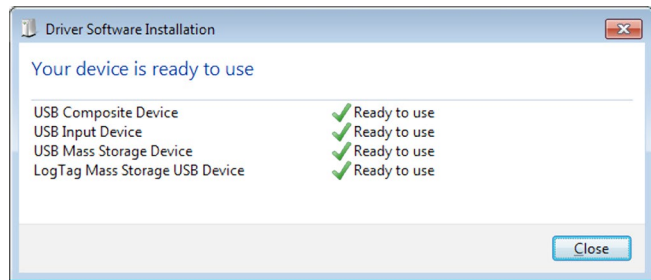 Driver Software Installation
Your device is ready to use
USB Composite Device Ready to use
USB Input Device Ready to use
USB Mass Storage Device Ready to use
LogTag Mass Storage USB Device Ready to use
Close